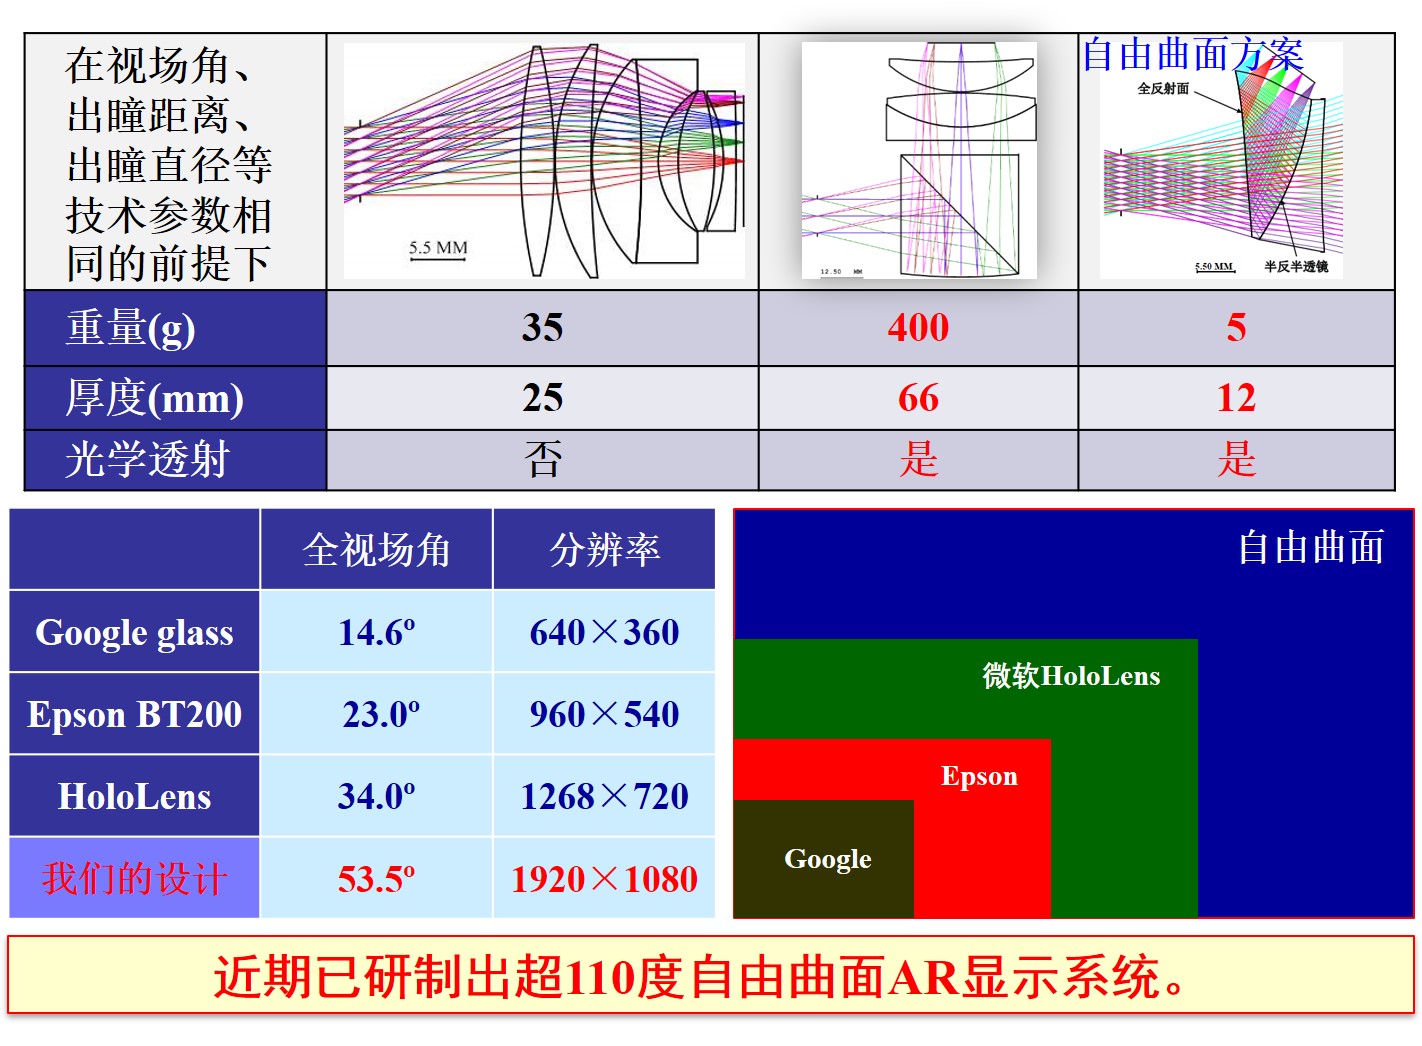 在视场角、
出瞳距离、
出瞳直径等
技术参数相
同的前提下
5.5 MM
12.50 MM
自由曲面方案
全反射面
5.50 MM
半反半透镜
重量(g) 35 400 5
厚度(mm) 25 66 12
光学透射 否 是 是
全视场角 分辨率
Google glass 14.6º 640×360
Epson BT200 23.0º 960×540
HoloLens 34.0º 1268×720
我们的设计 53.5º 1920×1080
自由曲面
微软HoloLens
Epson
Google
近期已研制出超110度自由曲面AR显示系统。